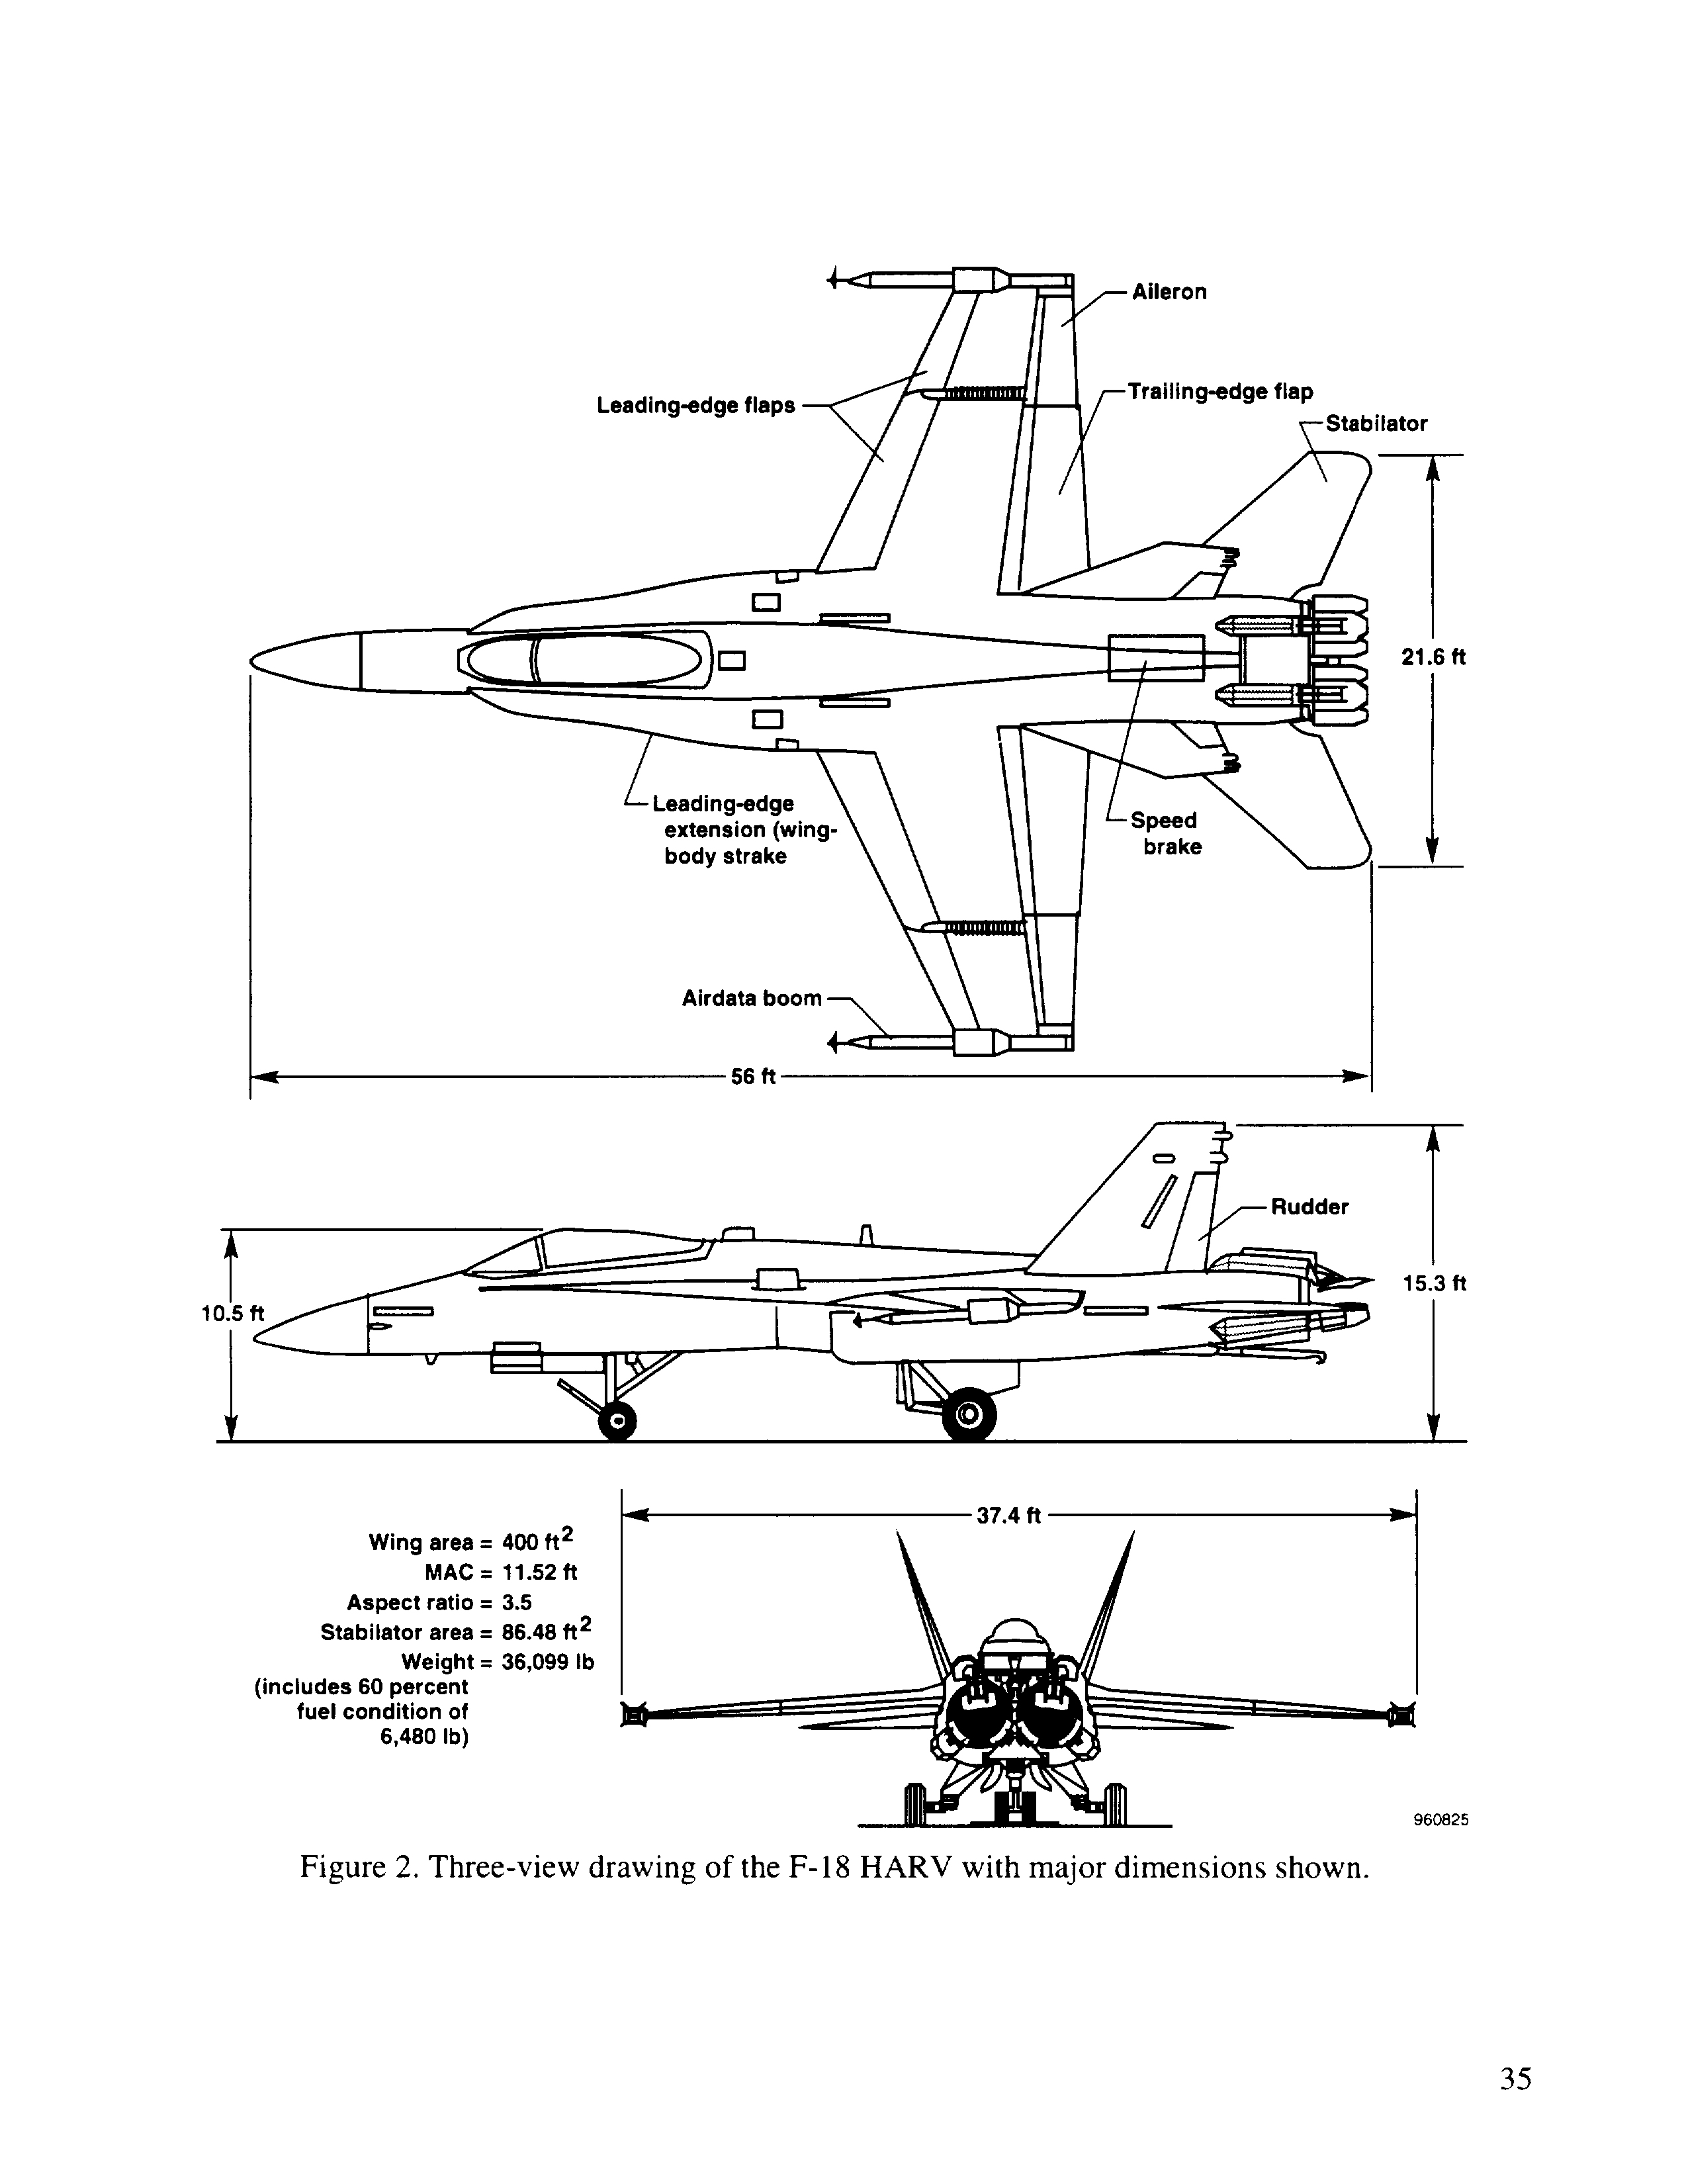 Aileron
Trailing-edge flap
Leading-edge flaps
Stabilator
21.6 ft
Leading-edge
extension (wing-
body strake
Speed
brake
Airdata boom
56 ft
Rudder
15.3 ft
10.5 ft
37.4 ft
Wing area = 400 ft2
MAC = 11.52 ft
Aspect ratio = 3.5
Stabilator area = 86.48 ft2
Weight = 36,099 lb
(includes 60 percent
fuel condition of
6,480 lb)
960825
Figure 2. Three-view drawing of the F-18 HARV with major dimensions shown.
35